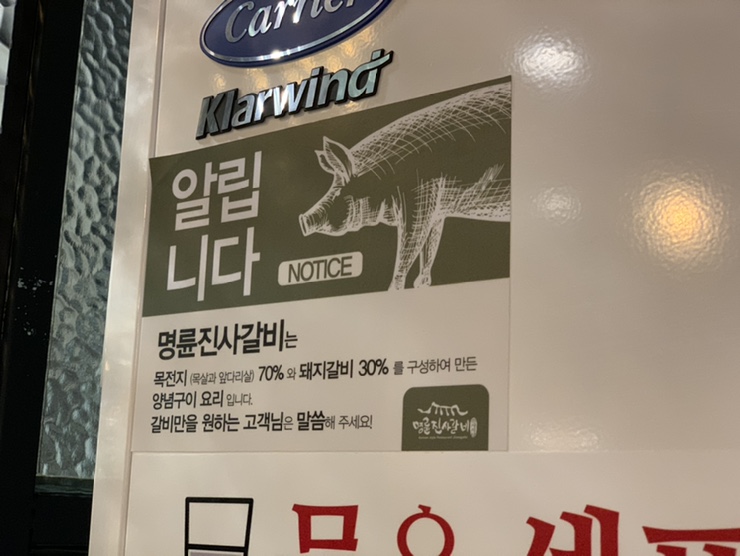 Carrier
Klarwind
알립
니다
NOTICE
명륜진사갈비는
목전지 (목살과 앞다리살) 70% 와 돼지갈비 30% 를 구성하여 만든
양념구이 요리 입니다.
갈비만을 원하는 고객님은 말씀해 주세요!
명륜진사갈비